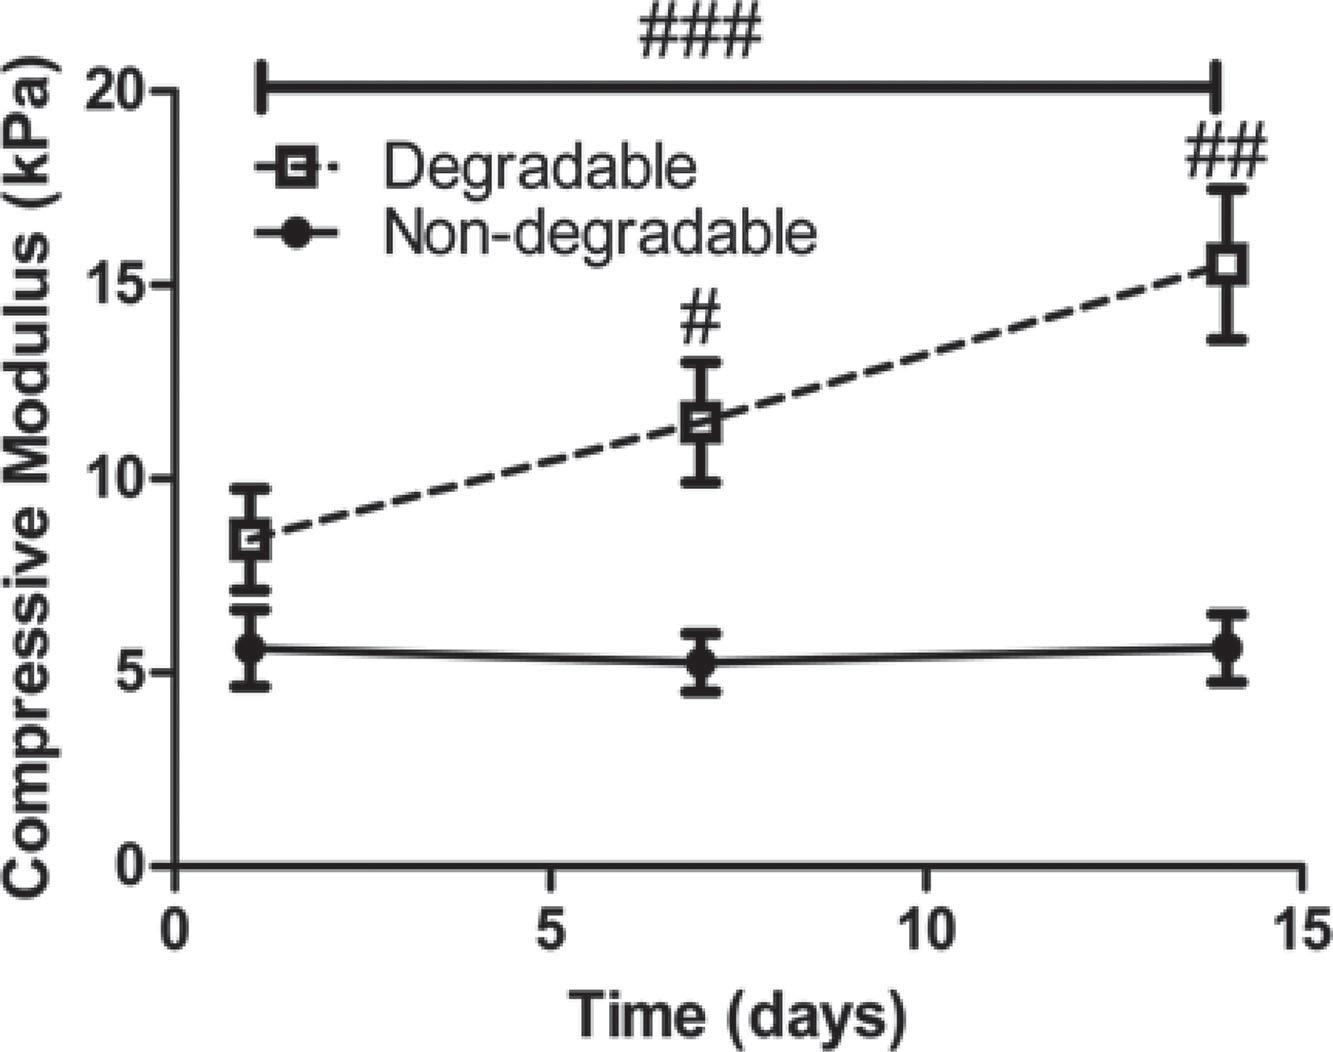 ###
Compressive Modulus (kPa)
20
15
10
5
0
Degradable
Non-degradable
##
#
0 5 10 15
Time (days)